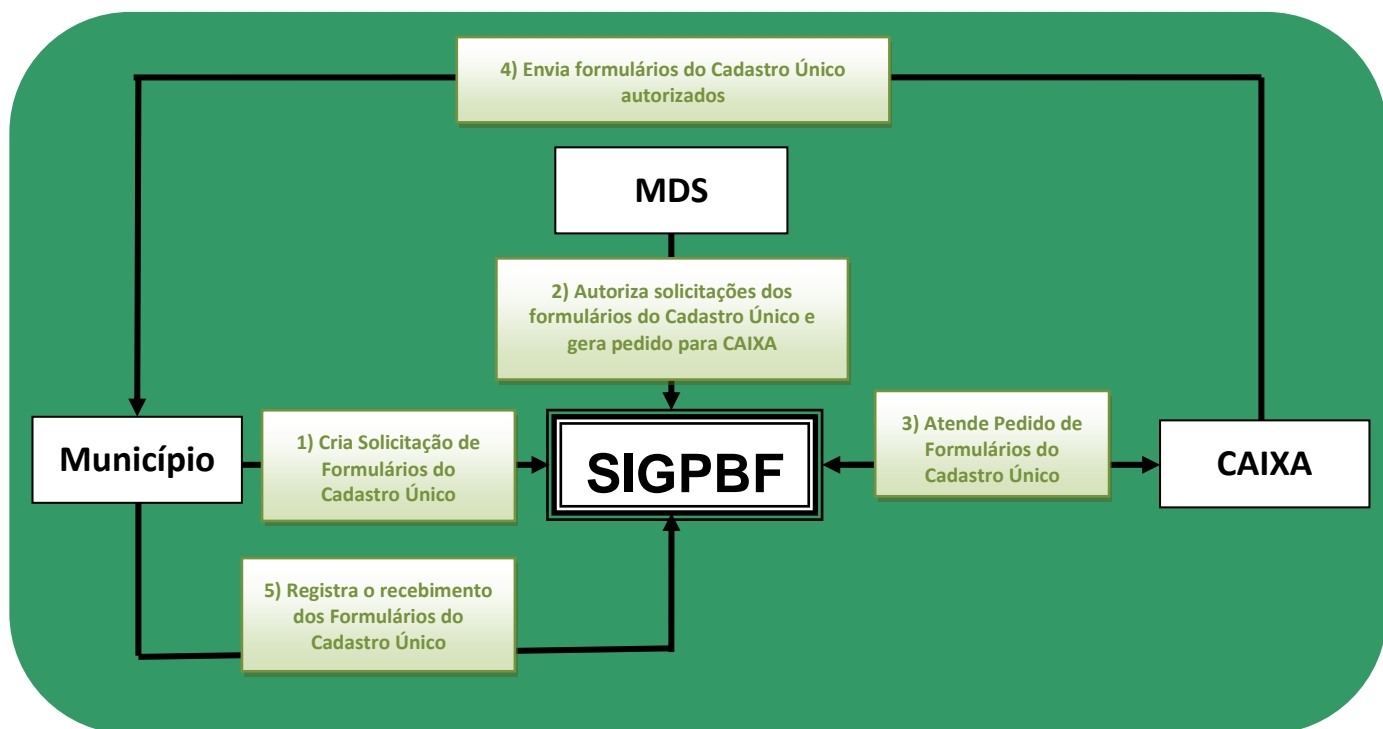 4) Envia formulários do Cadastro Único
autorizados
MDS
2) Autoriza solicitações dos
formulários do Cadastro Único e
gera pedido para CAIXA
Município
1) Cria Solicitação de
Formulários do
Cadastro Único
SIGPBF
3) Atende Pedido de
Formulários do
Cadastro Único
CAIXA
5) Registra o recebimento
dos Formulários do
Cadastro Único